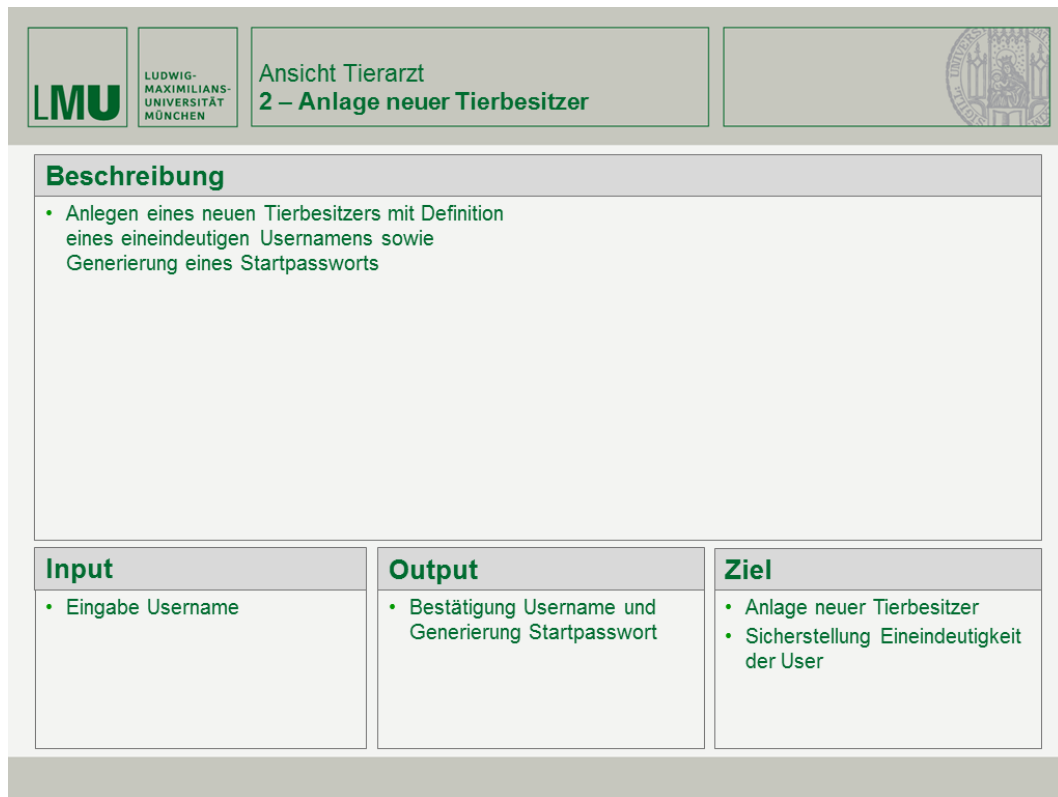 LMU
LUDWIG-
MAXIMILIANS-
UNIVERSITÄT
MÜNCHEN
Ansicht Tierarzt
2 – Anlage neuer Tierbesitzer
Beschreibung
• Anlegen eines neuen Tierbesitzers mit Definition
eines eineindeutigen Usernamens sowie
Generierung eines Startpassworts
Input
• Eingabe Username
Output
• Bestätigung Username und
Generierung Startpasswort
Ziel
• Anlage neuer Tierbesitzer
• Sicherstellung Eineindeutigkeit
der User